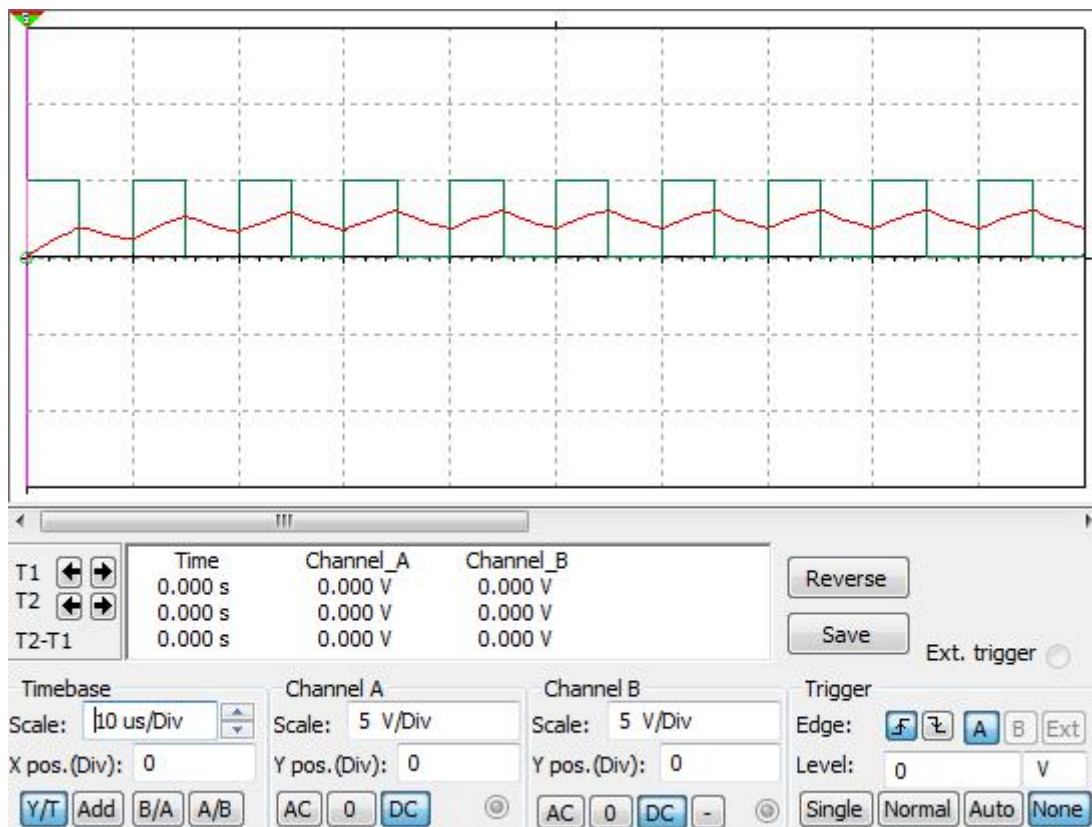 Time Channel_A Channel_B
T1 0.000 s 0.000 V 0.000 V
T2 0.000 s 0.000 V 0.000 V
T2-T1 0.000 s 0.000 V 0.000 V
Reverse
Save
Ext. trigger
Timebase
Scale: 10 us/Div
X pos.(Div): 0
Y/T Add B/A A/B
Channel A
Scale: 5 V/Div
Y pos.(Div): 0
AC 0 DC
Channel B
Scale: 5 V/Div
Y pos.(Div): 0
AC 0 DC -
Trigger
Edge: A B Ext
Level: 0 V
Single Normal Auto None